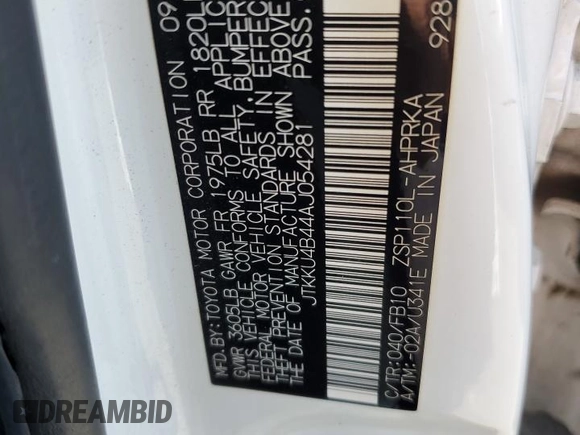 MFD. BY: TOYOTA MOTOR CORPORATION 09
GVWR 3605LB GAWR FR 1975LB RR 1820L
THIS VEHICLE CONFORMS TO ALL APPLIC
FEDERAL MOTOR VEHICLE SAFETY, BUMPER
THEFT PREVENTION STANDARDS IN EFFEC
THE DATE OF MANUFACTURE SHOWN ABOVE
JTKKU4B44AJ054281 PASS.
C/TR:040/FB10 ZSP110L-AHPRKA 928
A/TM:-02A/U341E MADE IN JAPAN
DREAMBID